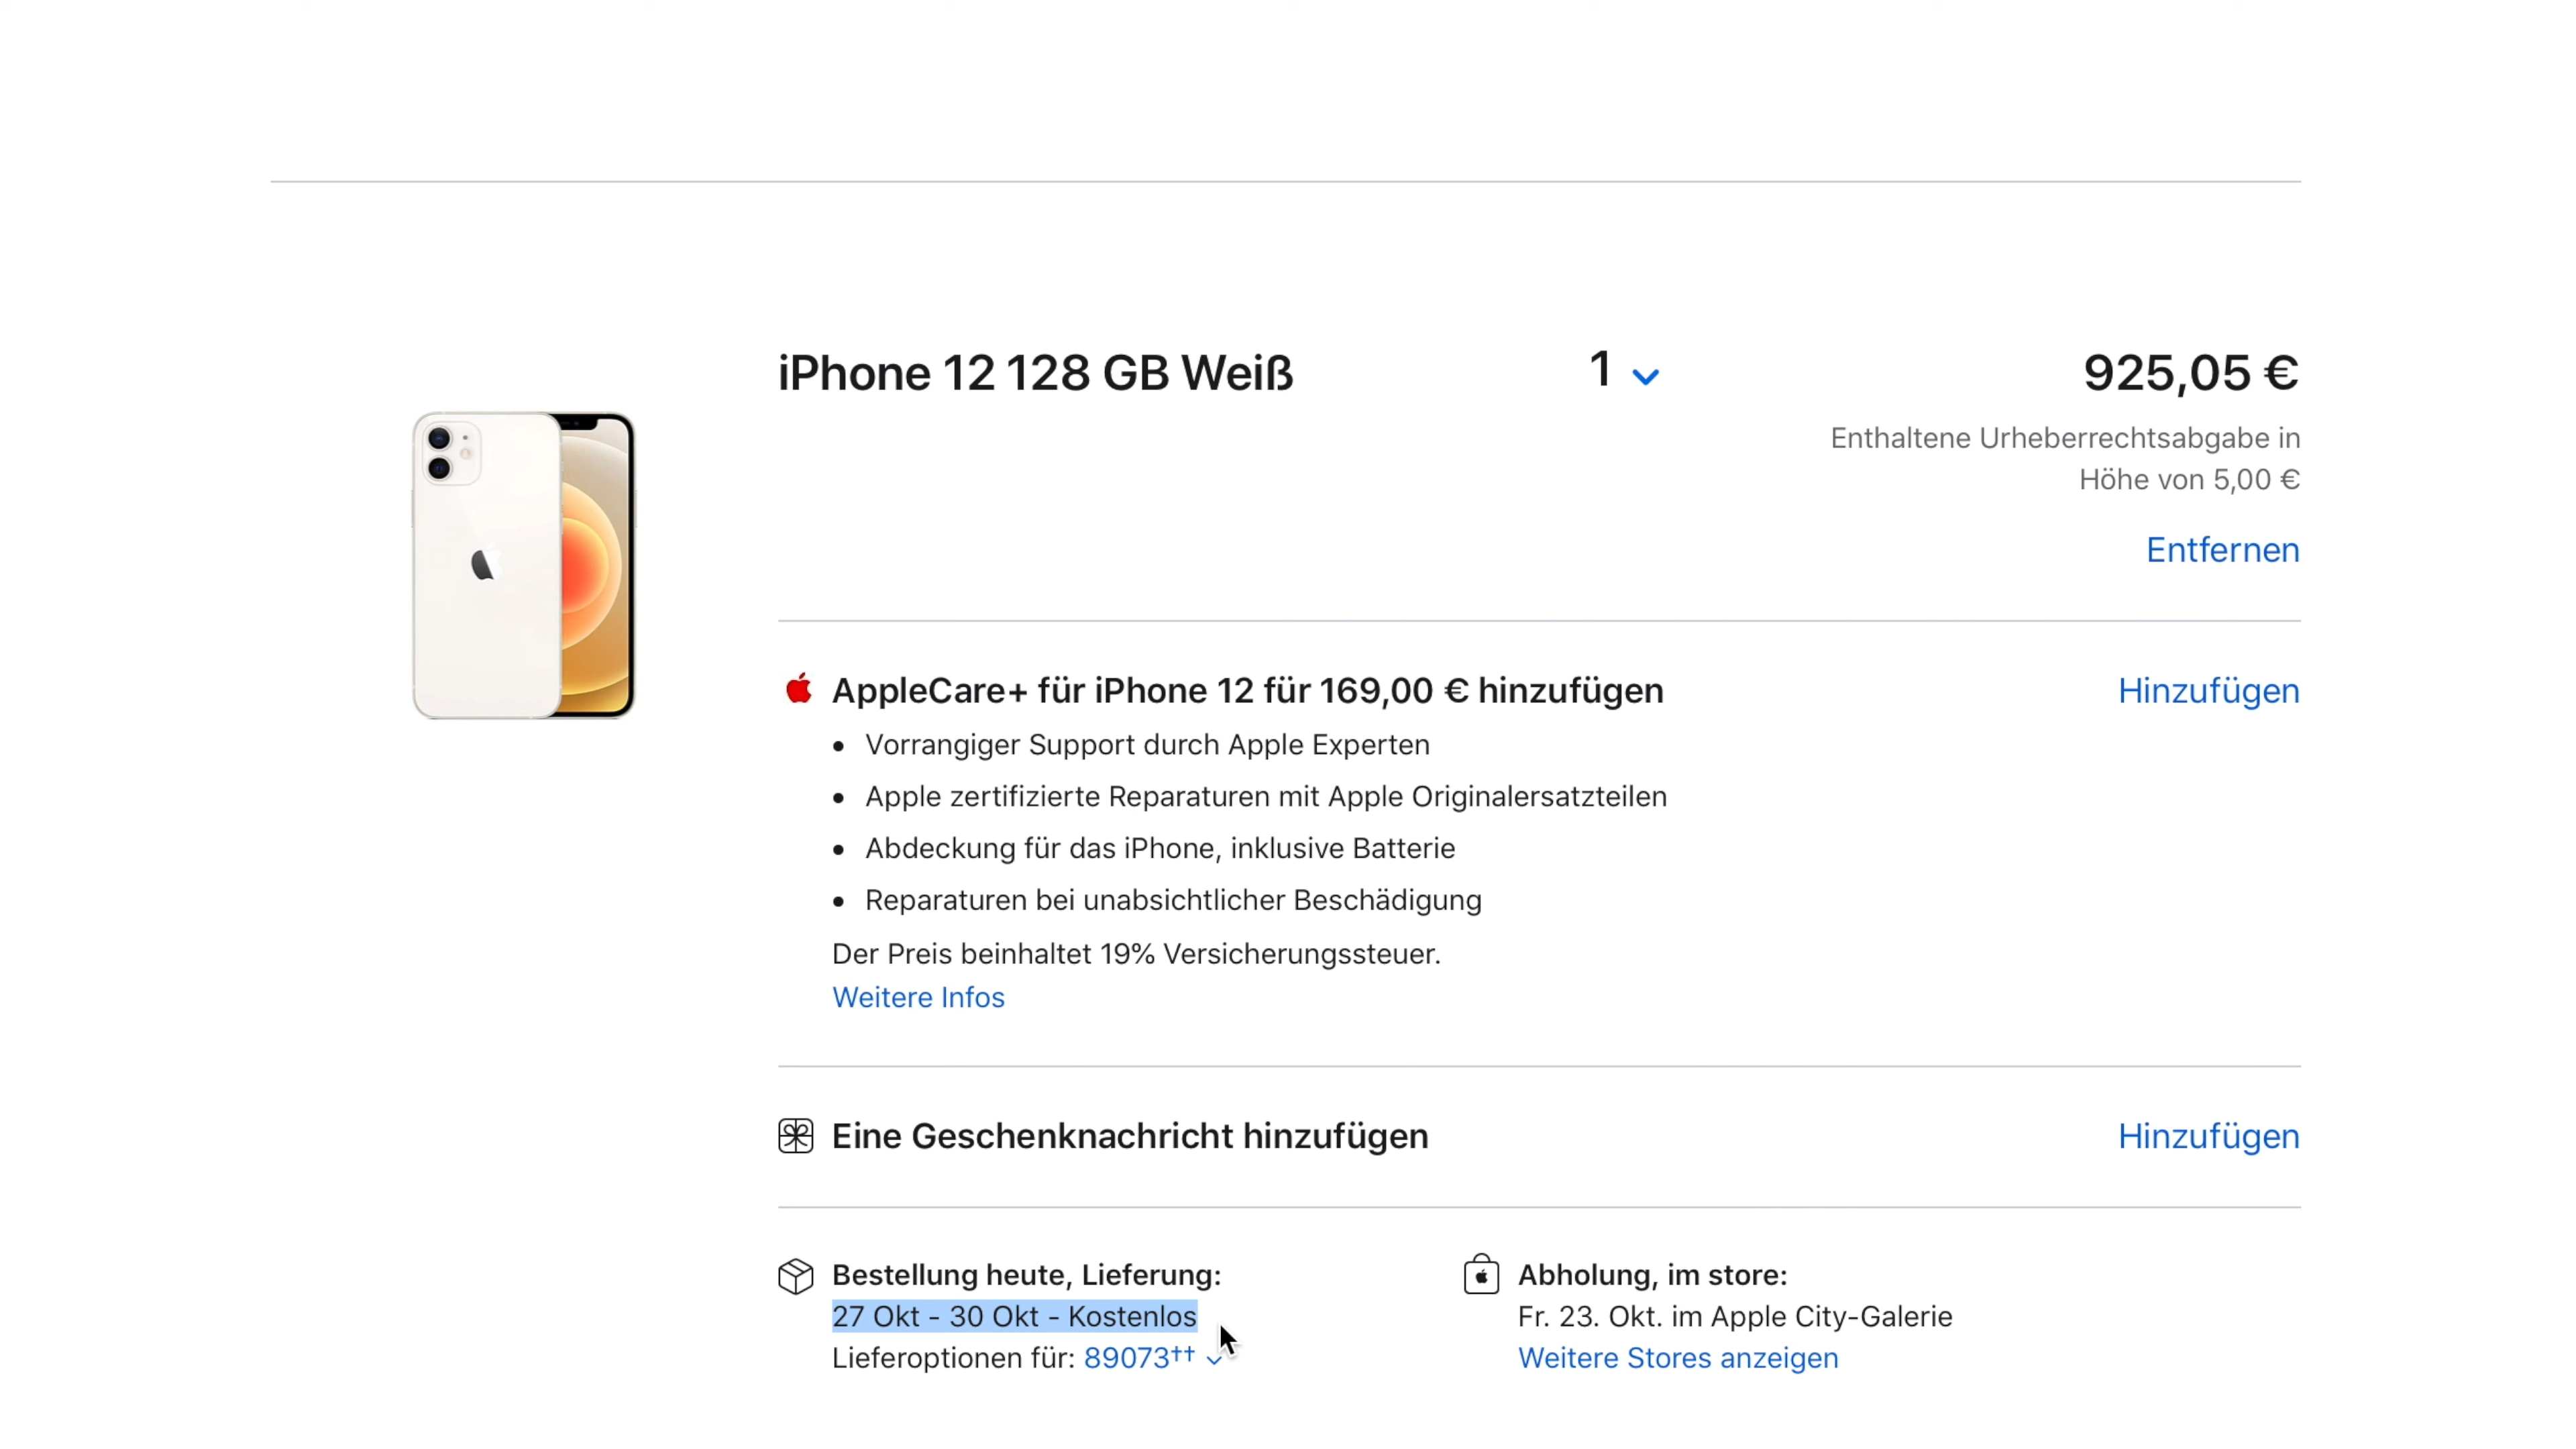 iPhone 12 128 GB Weiß
1
925,05 €
Enthaltene Urheberrechtsabgabe in
Höhe von 5,00 €
Entfernen
AppleCare+ für iPhone 12 für 169,00 € hinzufügen
Hinzufügen
• Vorrangiger Support durch Apple Experten
• Apple zertifizierte Reparaturen mit Apple Originalersatzteilen
• Abdeckung für das iPhone, inklusive Batterie
• Reparaturen bei unabsichtlicher Beschädigung
Der Preis beinhaltet 19% Versicherungssteuer.
Weitere Infos
Eine Geschenknachricht hinzufügen
Hinzufügen
Bestellung heute, Lieferung:
27 Okt - 30 Okt - Kostenlos
Lieferoptionen für: 89073††
Abholung, im store:
Fr. 23. Okt. im Apple City-Galerie
Weitere Stores anzeigen